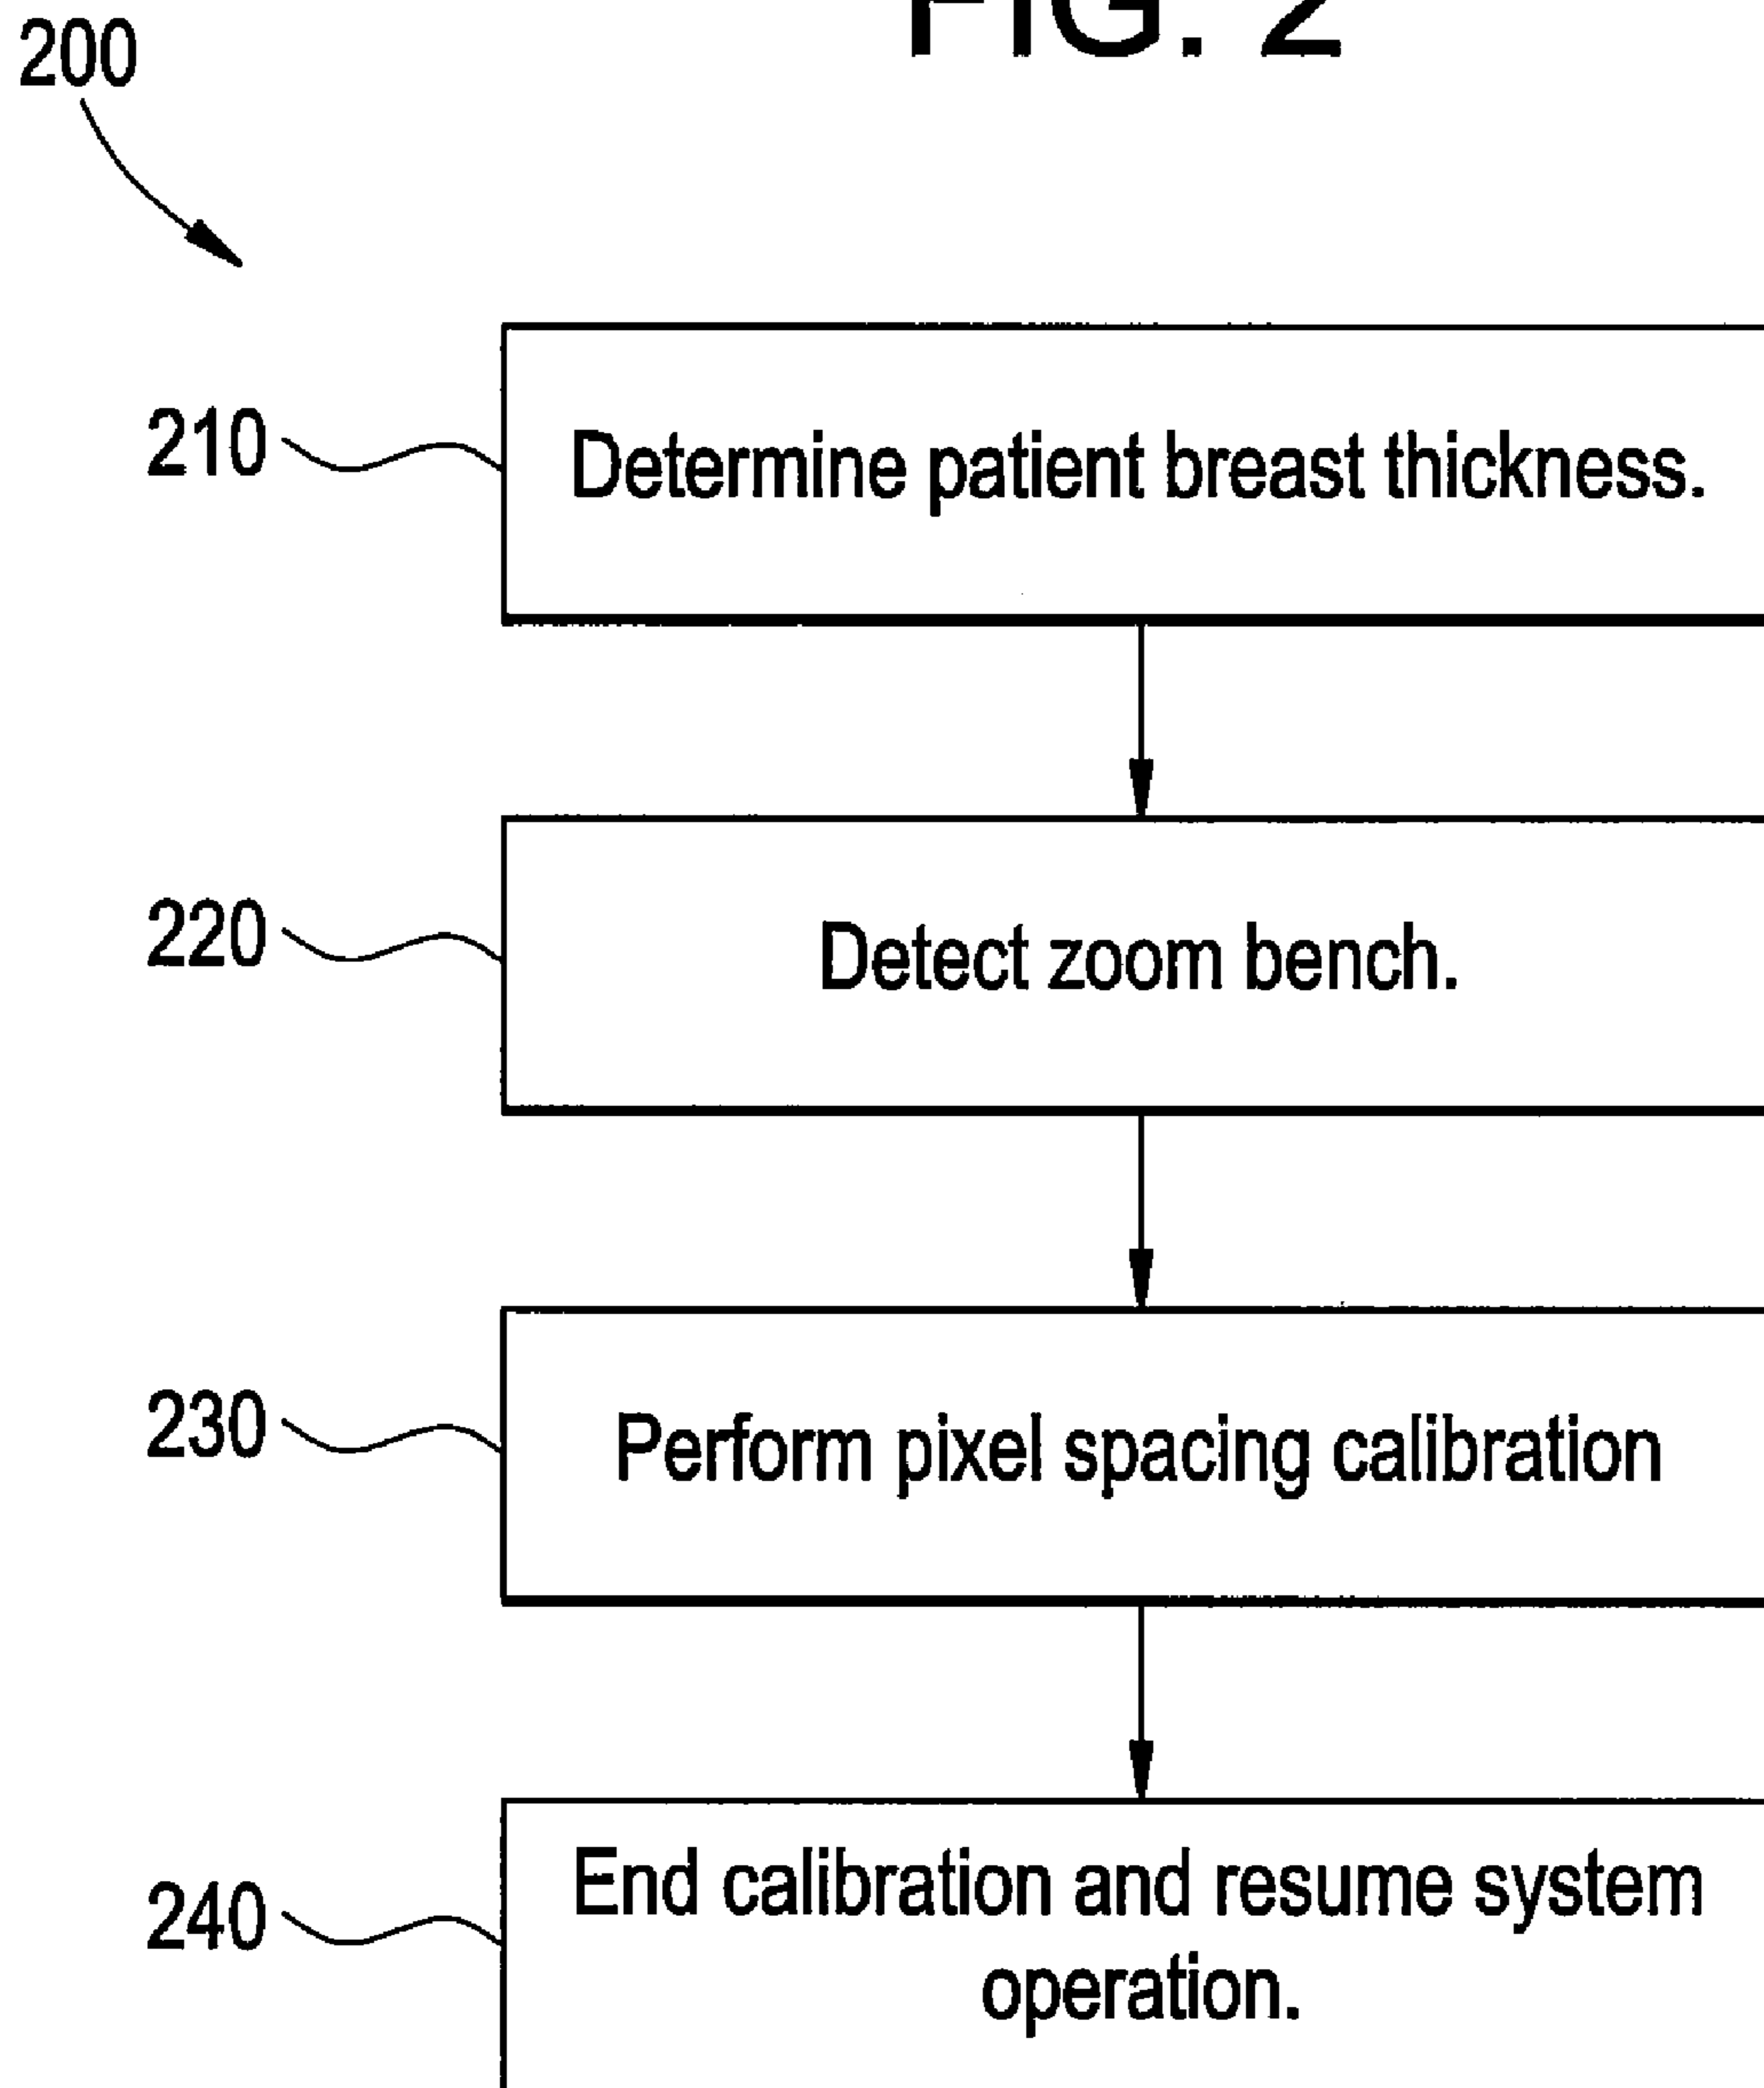 FIG. 2
200
210
Determine patient breast thickness.
220
Detect zoom bench.
230
Perform pixel spacing calibration
240
End calibration and resume system
operation.